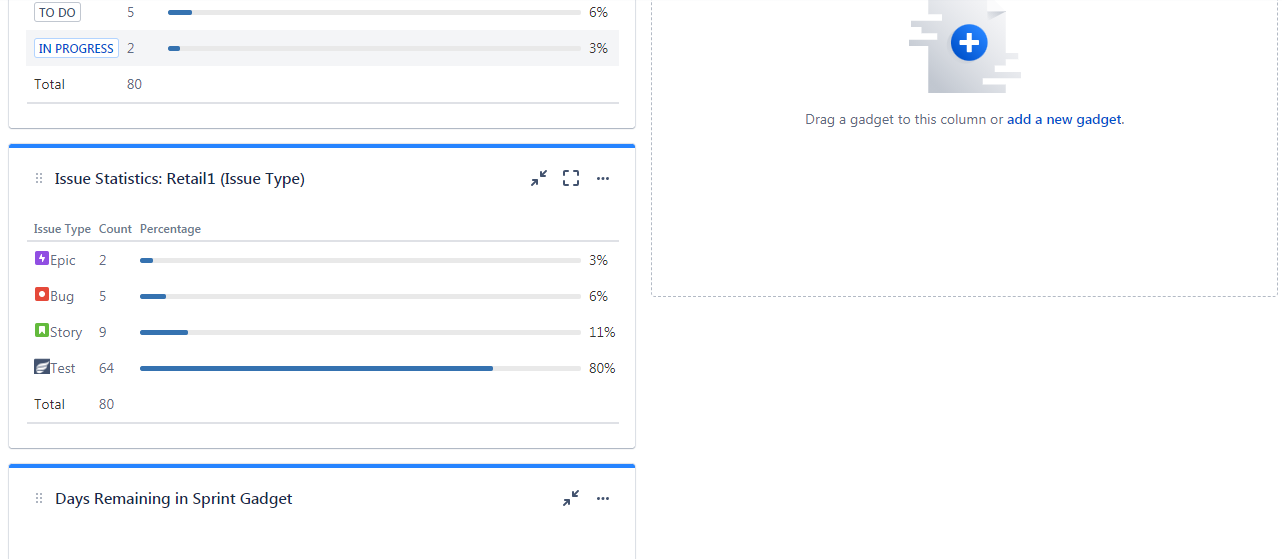 TO DO 5 6%
IN PROGRESS 2 3%
Total 80
Issue Statistics: Retail1 (Issue Type)
Issue Type Count Percentage
Epic 2 3%
Bug 5 6%
Story 9 11%
Test 64 80%
Total 80
Days Remaining in Sprint Gadget
Drag a gadget to this column or add a new gadget.